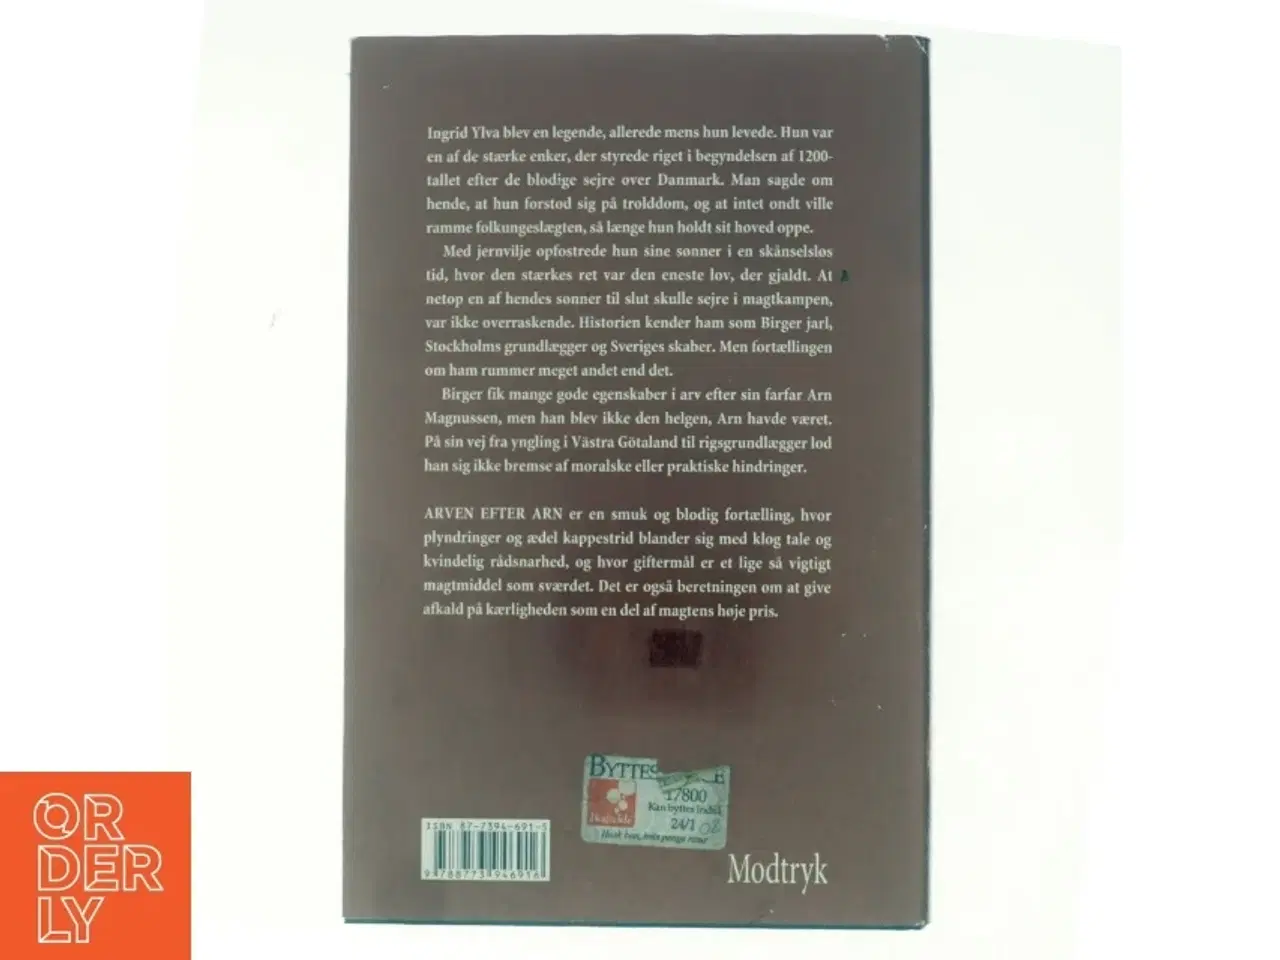 Ingrid Ylva blev en legende, allerede mens hun levede. Hun var
en af de stærke enker, der styrede riget i begyndelsen af 1200-
tallet efter de blodige sejre over Danmark. Man sagde om
hende, at hun forstod sig på trolddom, og at intet ondt ville
ramme folkungeslægten, så længe hun holdt sit hoved oppe.
Med jernvilje opfostrede hun sine sønner i en skånselsløs
tid, hvor den stærkes ret var den eneste lov, der gjaldt. At
netop en af hendes sønner til slut skulle sejre i magtkampen,
var ikke overraskende. Historien kender ham som Birger jarl,
Stockholms grundlægger og Sveriges skaber. Men fortællingen
om ham rummer meget andet end det.
Birger fik mange gode egenskaber i arv efter sin farfar Arn
Magnussen, men han blev ikke den helgen, Arn havde været.
På sin vej fra yngling i Västra Götaland til rigsgrundlægger lod
han sig ikke bremse af moralske eller praktiske hindringer.
ARVEN EFTER ARN er en smuk og blodig fortælling, hvor
plyndringer og ædel kappestrid blander sig med klog tale og
kvindelig rådsnarhed, og hvor giftermål er et lige så vigtigt
magtmiddel som sværdet. Det er også beretningen om at give
afkald på kærligheden som en del af magtens høje pris.
17800
Kan byttes indtil
24/1 08
Husk bon, hvis penge retur
ISBN 87-7394-691-5
9 788773 946916
Modtryk
ORDERLY